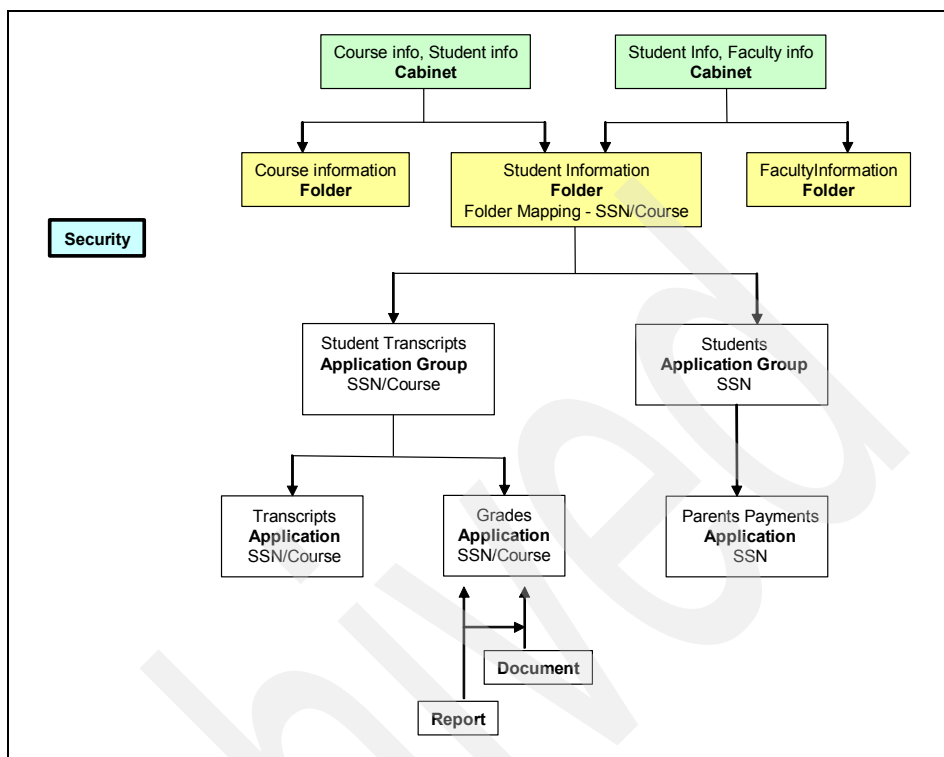 Course info, Student info
Cabinet
Student Info, Faculty info
Cabinet
Course information
Folder
Student Information
Folder
Folder Mapping - SSN/Course
FacultyInformation
Folder
Security
Student Transcripts
Application Group
SSN/Course
Students
Application Group
SSN
Transcripts
Application
SSN/Course
Grades
Application
SSN/Course
Parents Payments
Application
SSN
Document
Report